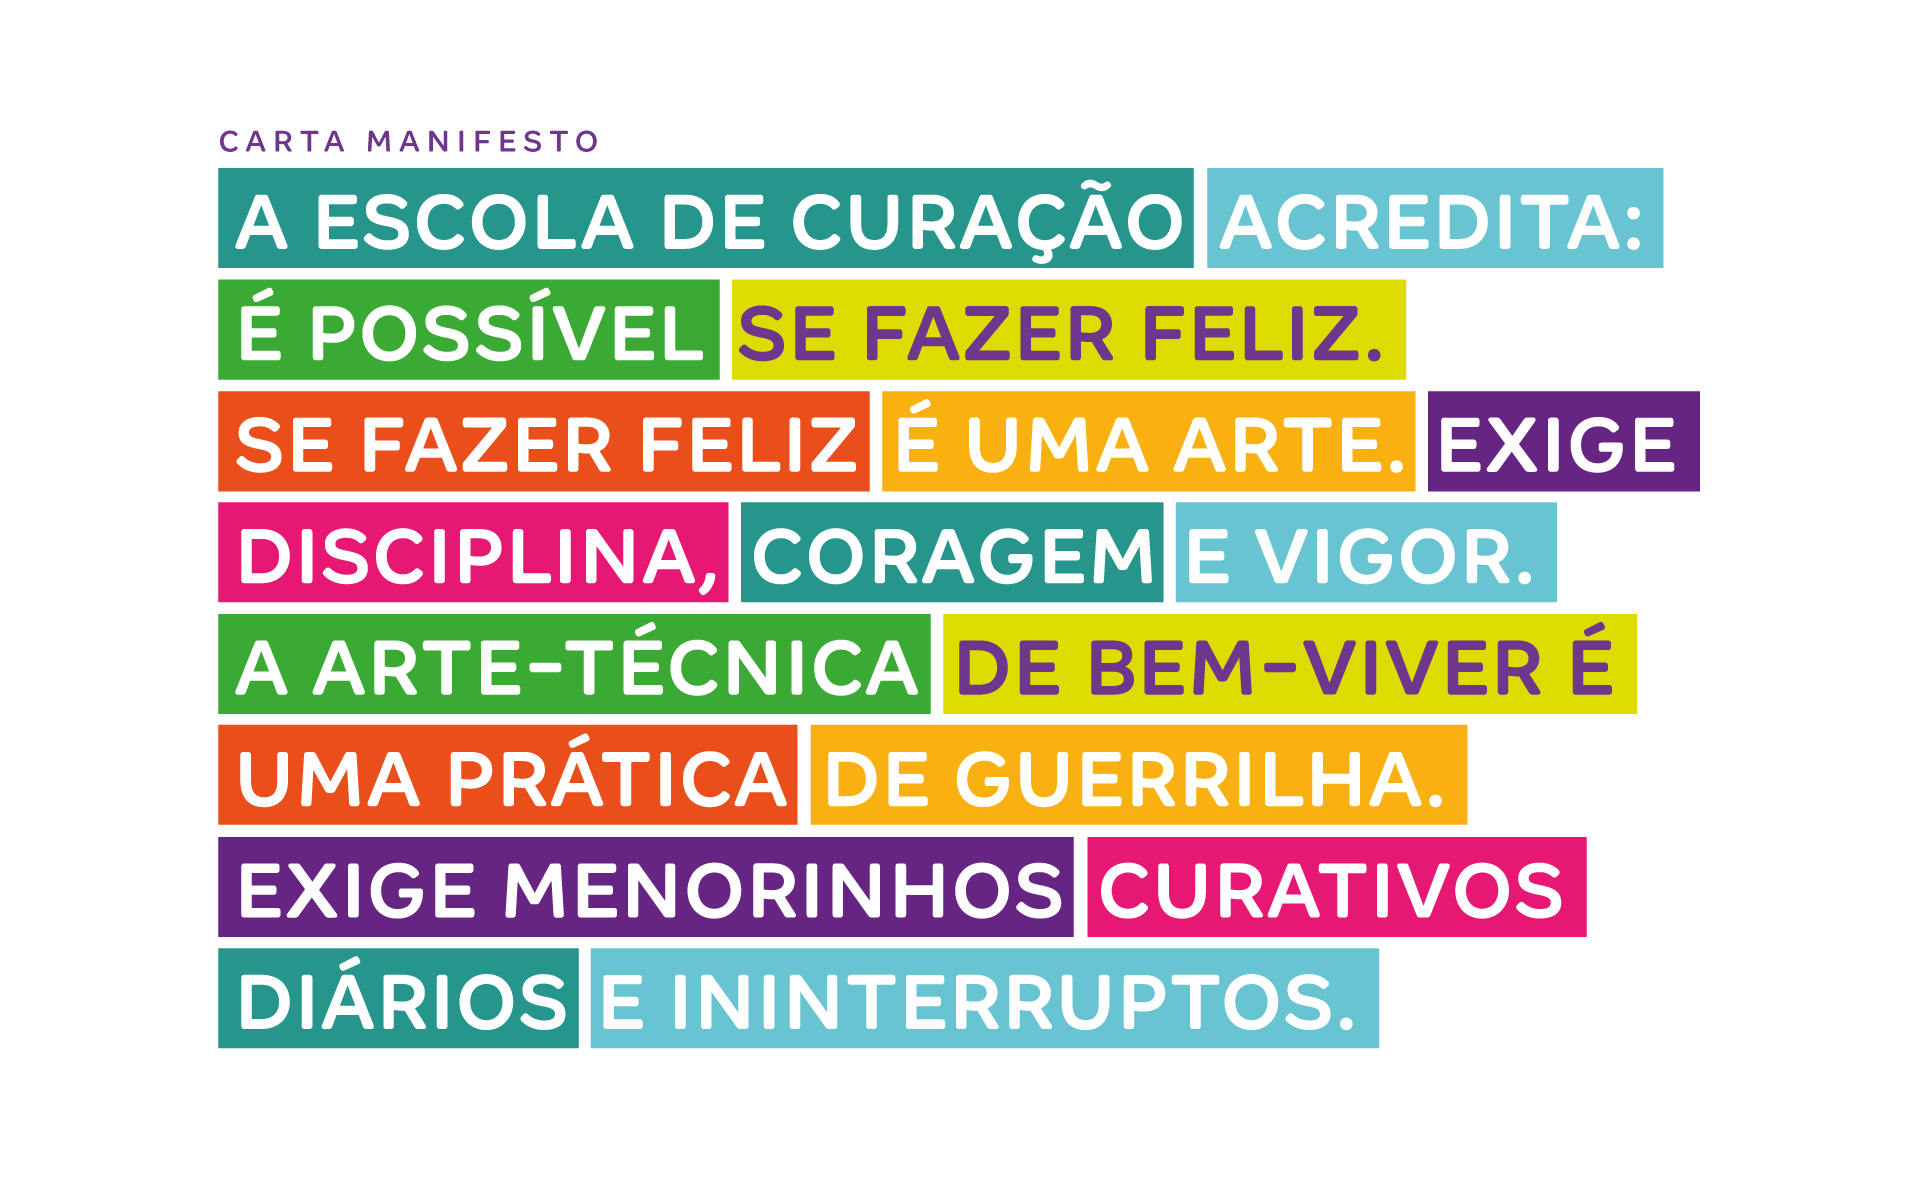 CARTA MANIFESTO
A ESCOLA DE CURAÇÃO ACREDITA:
É POSSÍVEL SE FAZER FELIZ.
SE FAZER FELIZ É UMA ARTE. EXIGE
DISCIPLINA, CORAGEM E VIGOR.
A ARTE-TÉCNICA DE BEM-VIVER É
UMA PRÁTICA DE GUERRILHA.
EXIGE MENORINHOS CURATIVOS
DIÁRIOS E ININTERRUPTOS.